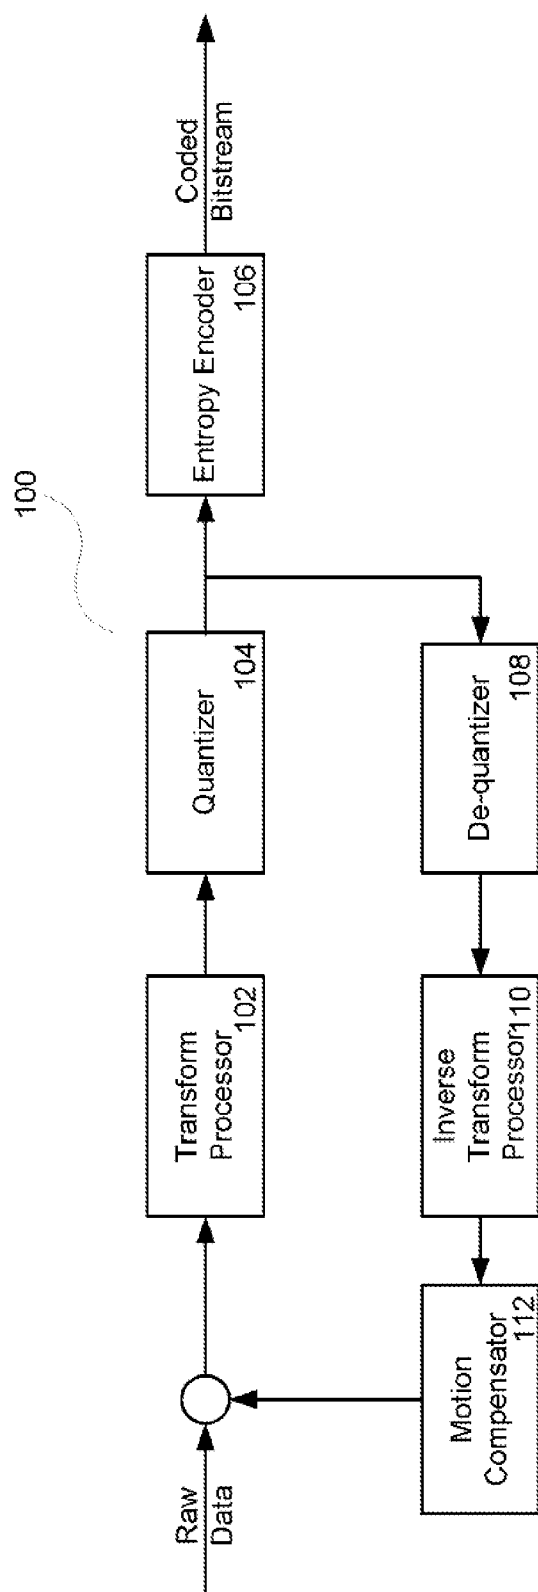 100
Raw
Data
Transform
Processor
102
Quantizer
104
Entropy Encoder
106
Coded
Bitstream
Motion
Compensator
112
Inverse
Transform
Processor
110
De-quantizer
108